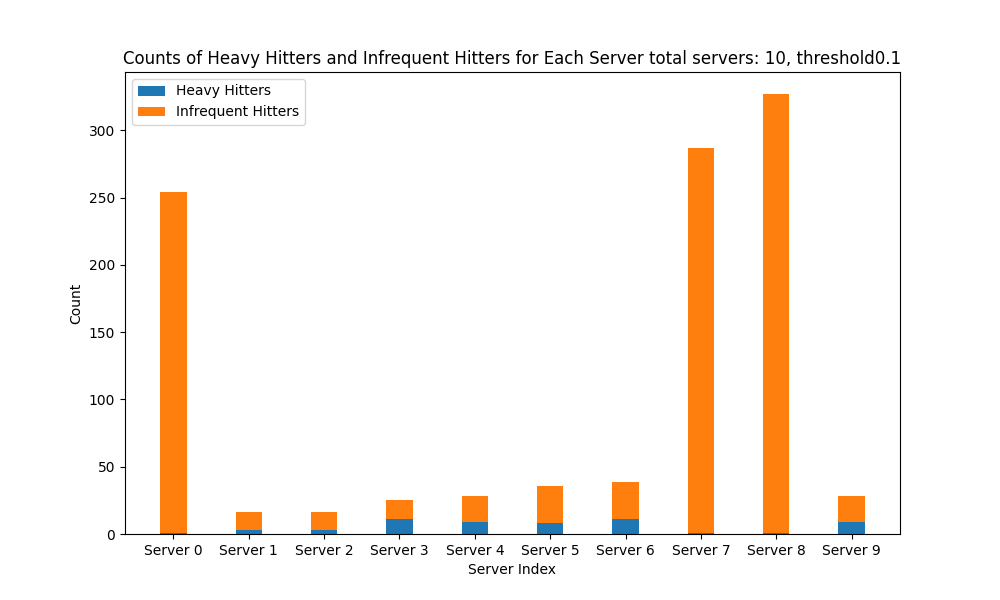 Counts of Heavy Hitters and Infrequent Hitters for Each Server total servers: 10, threshold0.1
Heavy Hitters
Infrequent Hitters
Count
300
250
200
150
100
50
0
Server 0 Server 1 Server 2 Server 3 Server 4 Server 5 Server 6 Server 7 Server 8 Server 9
Server Index